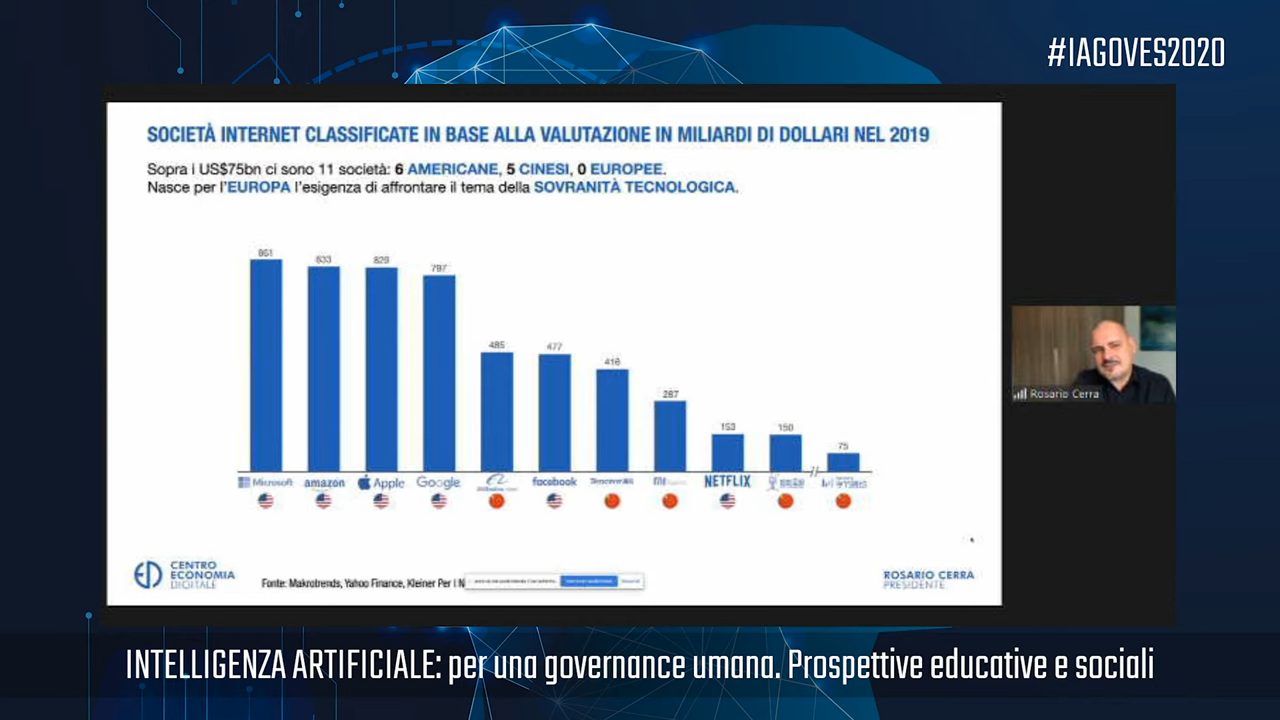 #IAGOVES2020
SOCIETÀ INTERNET CLASSIFICATE IN BASE ALLA VALUTAZIONE IN MILIARDI DI DOLLARI NEL 2019
Sopra i US$75bn ci sono 11 società: 6 AMERICANE, 5 CINESI, 0 EUROPEE.
Nasce per l'EUROPA l'esigenza di affrontare il tema della SOVRANITÀ TECNOLOGICA.
861 833 829 797 485 477 416 287 153 150 75
Microsoft amazon Apple Google facebook NETFLIX
Rosario Cerra
CENTRO
ECONOMIA
DIGITALE
Fonte: Makrotrends, Yahoo Finance, Kleiner Per
ROSARIO CERRA
PRESIDENTE
INTELLIGENZA ARTIFICIALE: per una governance umana. Prospettive educative e sociali